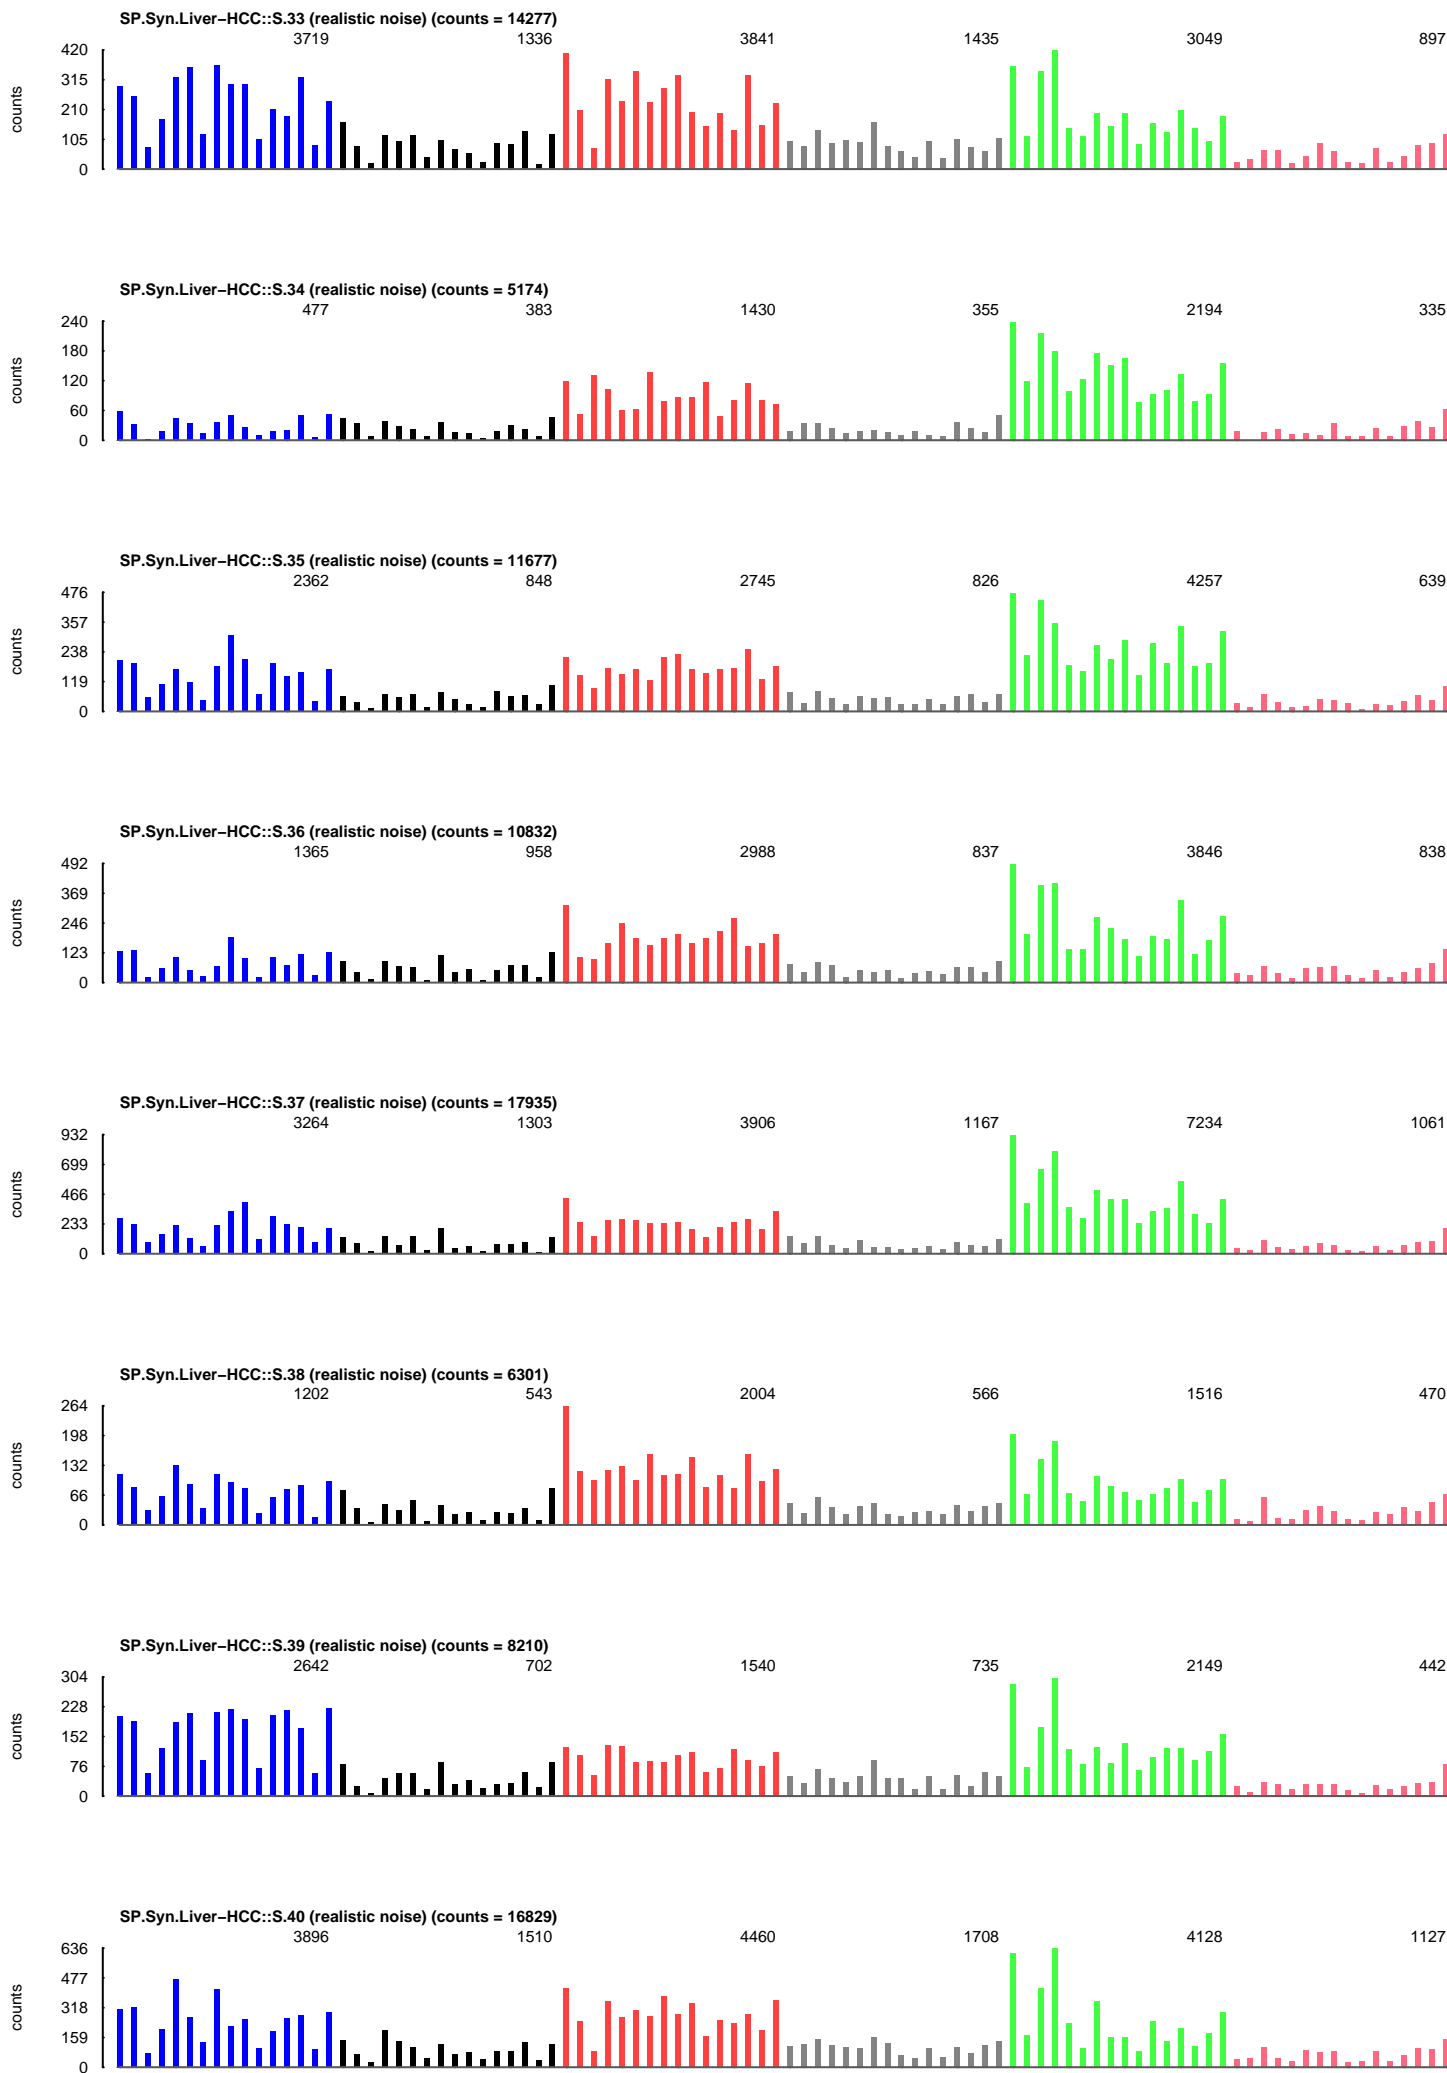 SP.Syn.Liver−HCC::S.33 (realistic noise) (counts = 14277)
3719 1336 3841 1435 3049 897
420
315
210
105
0
counts
SP.Syn.Liver−HCC::S.34 (realistic noise) (counts = 5174)
477 383 1430 355 2194 335
240
180
120
60
0
counts
SP.Syn.Liver−HCC::S.35 (realistic noise) (counts = 11677)
2362 848 2745 826 4257 639
476
357
238
119
0
counts
SP.Syn.Liver−HCC::S.36 (realistic noise) (counts = 10832)
1365 958 2988 837 3846 838
492
369
246
123
0
counts
SP.Syn.Liver−HCC::S.37 (realistic noise) (counts = 17935)
3264 1303 3906 1167 7234 1061
932
699
466
233
0
counts
SP.Syn.Liver−HCC::S.38 (realistic noise) (counts = 6301)
1202 543 2004 566 1516 470
264
198
132
66
0
counts
SP.Syn.Liver−HCC::S.39 (realistic noise) (counts = 8210)
2642 702 1540 735 2149 442
304
228
152
76
0
counts
SP.Syn.Liver−HCC::S.40 (realistic noise) (counts = 16829)
3896 1510 4460 1708 4128 1127
636
477
318
159
0
counts